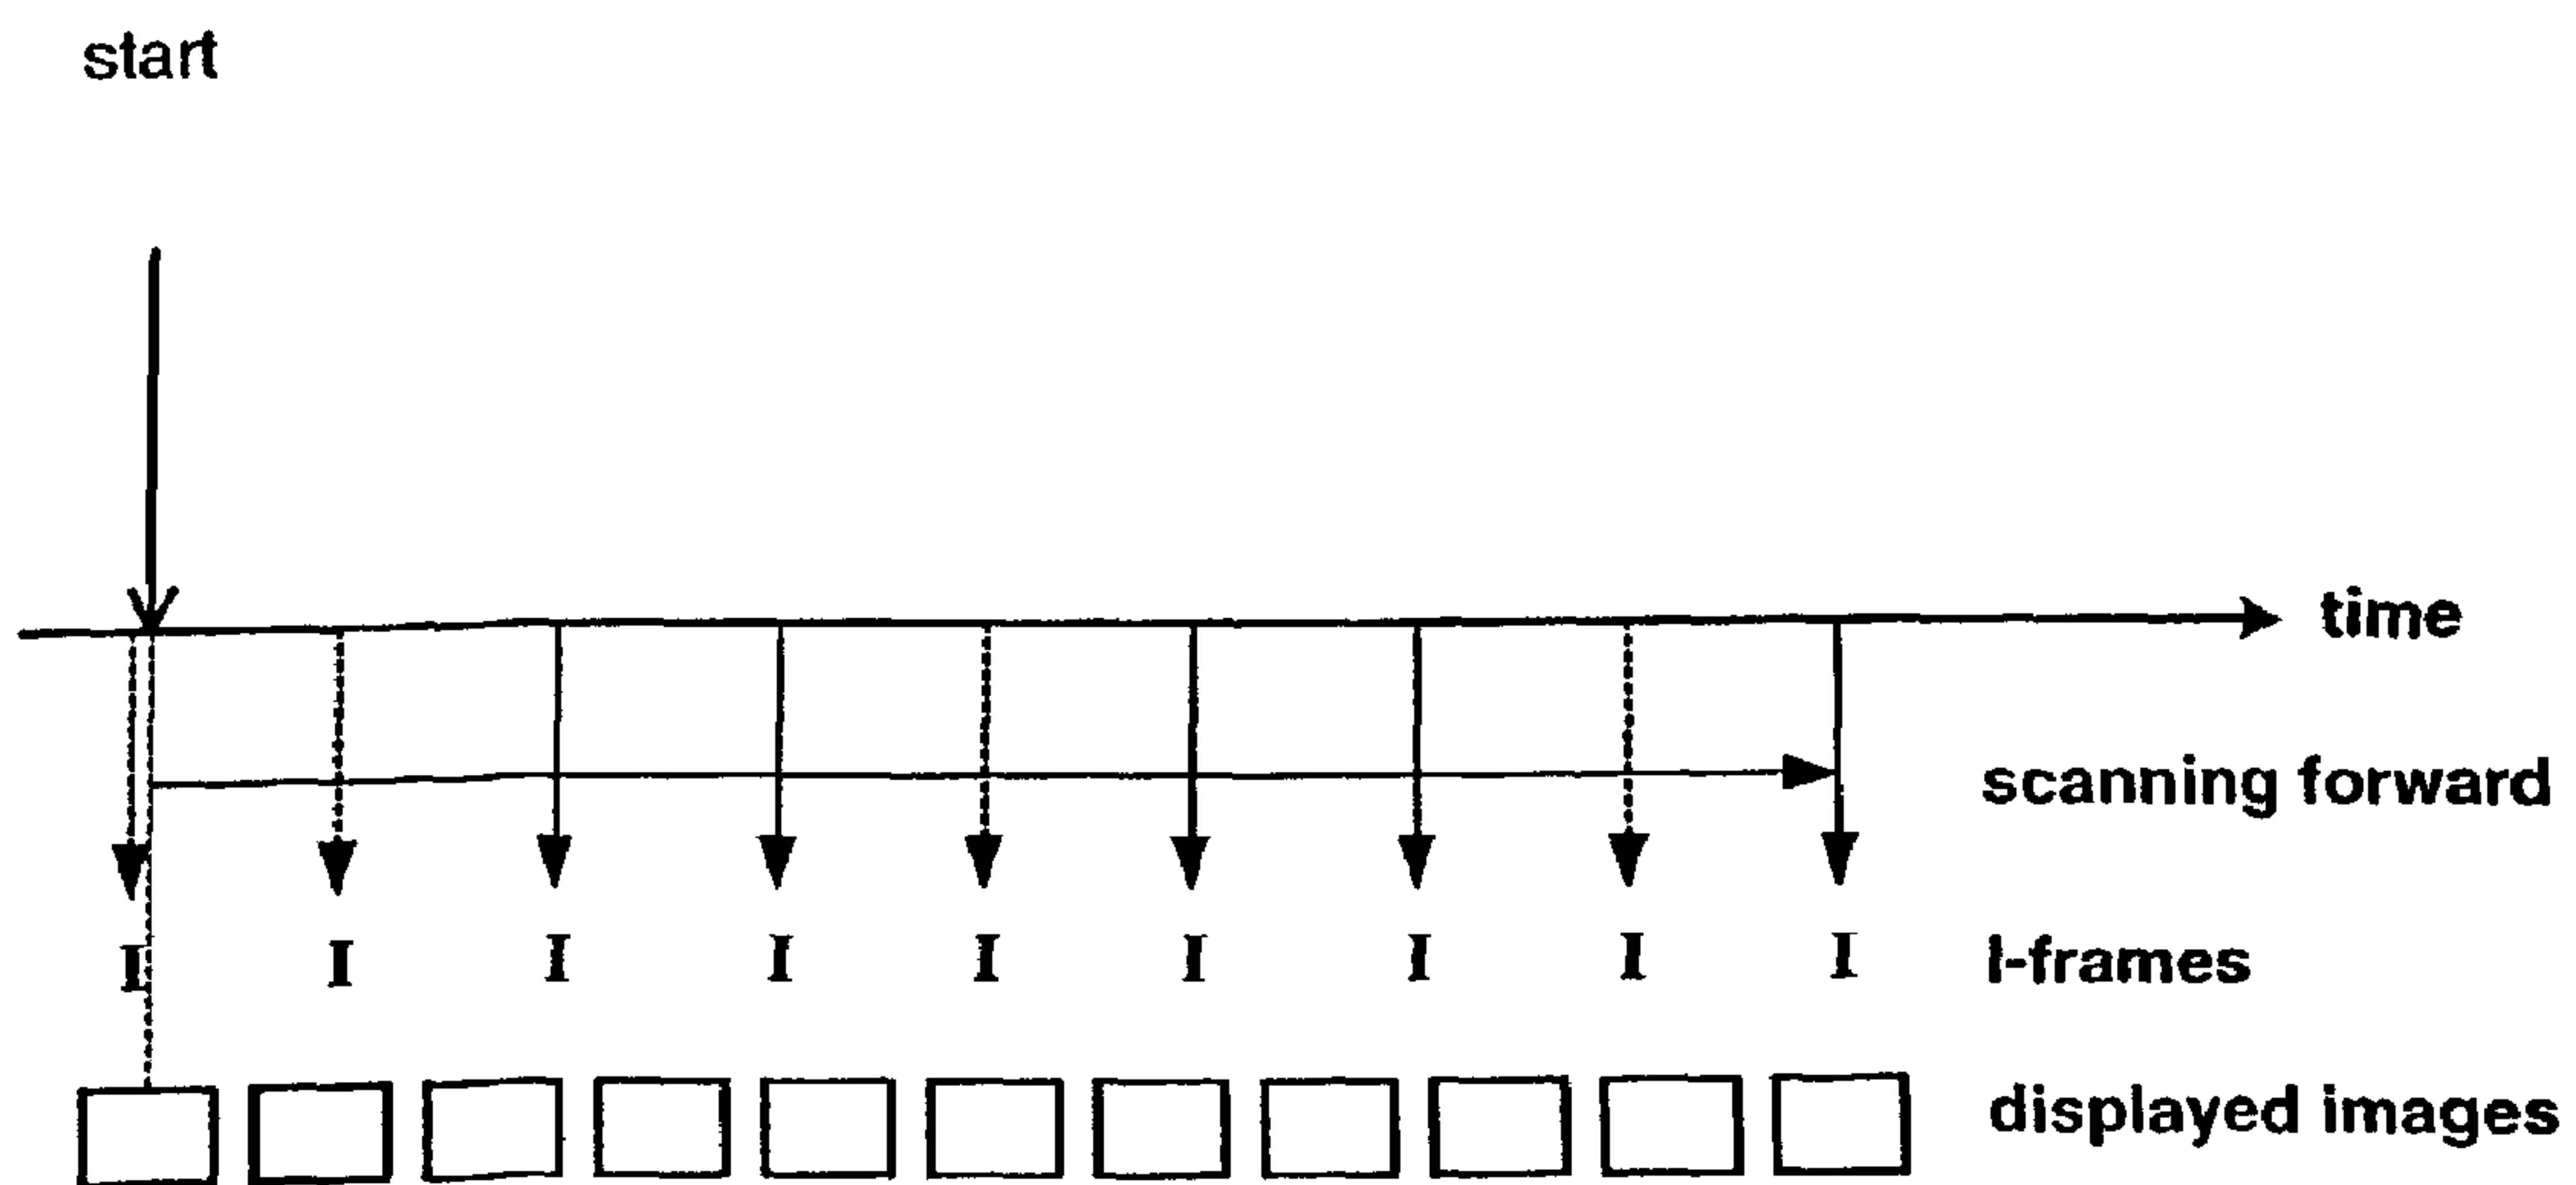 start
time
scanning forward
I I I I I I I I I I-frames
displayed images